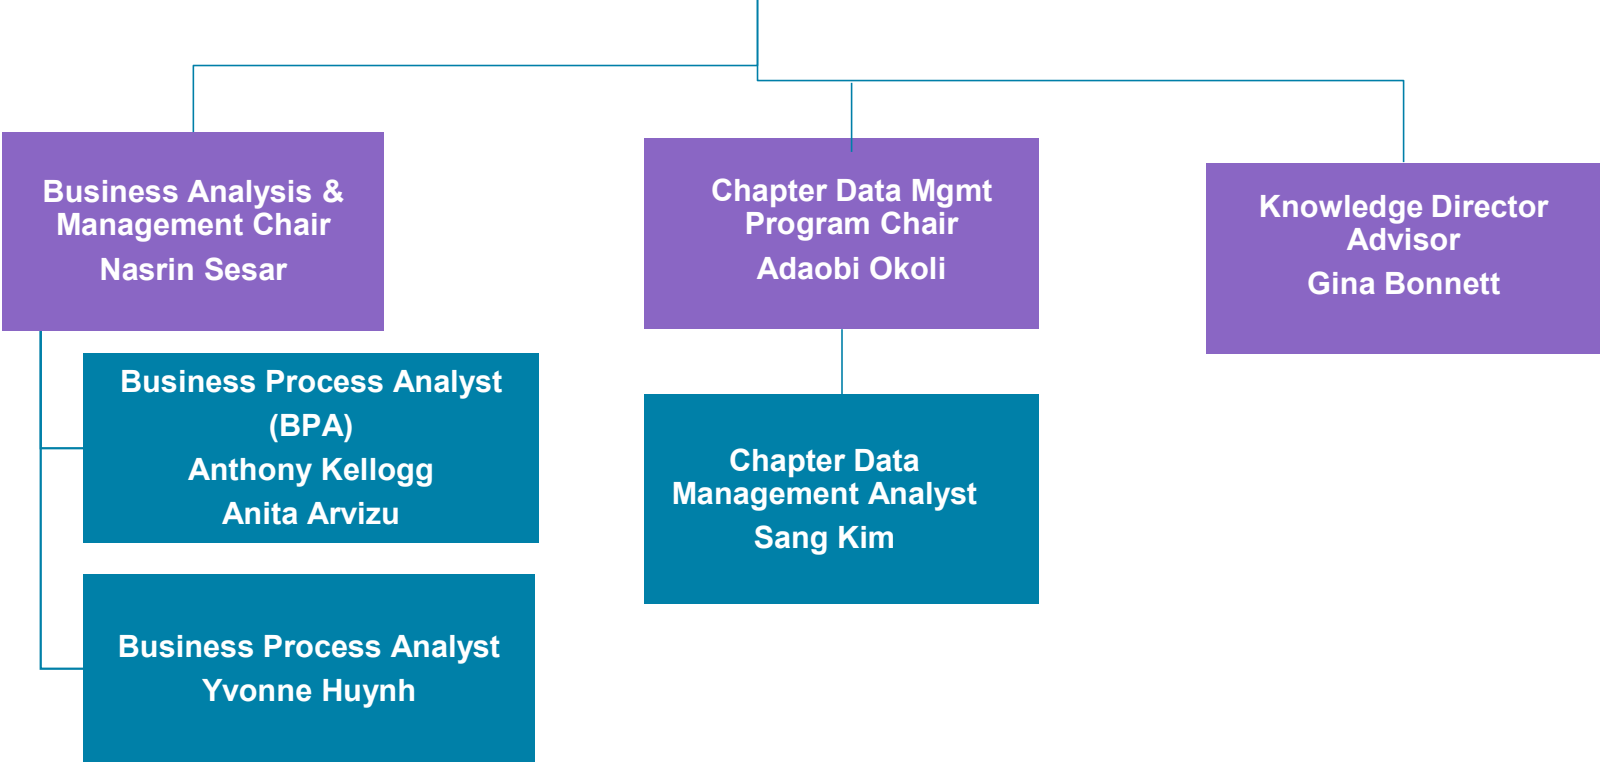 Business Analysis &
Management Chair
Nasrin Sesar
Business Process Analyst
(BPA)
Anthony Kellogg
Anita Arvizu
Business Process Analyst
Yvonne Huynh
Chapter Data Mgmt
Program Chair
Adaobi Okoli
Chapter Data
Management Analyst
Sang Kim
Knowledge Director
Advisor
Gina Bonnett